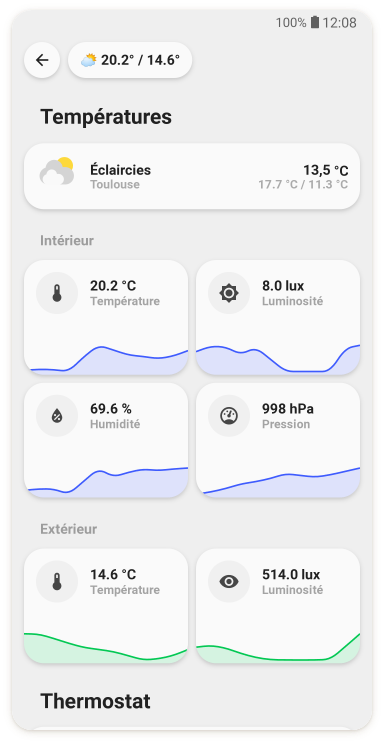 100% 12:08
20.2° / 14.6°
Températures
Éclaircies 13,5 °C
Toulouse 17.7 °C / 11.3 °C
Intérieur
20.2 °C 8.0 lux
Température Luminosité
69.6 % 998 hPa
Humidité Pression
Extérieur
14.6 °C 514.0 lux
Température Luminosité
Thermostat